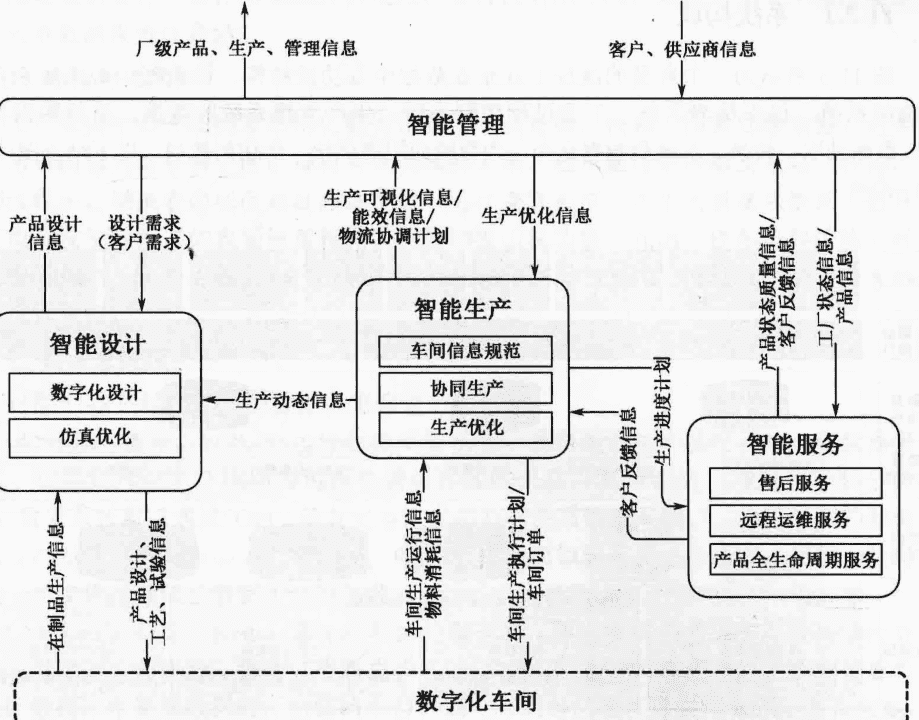 厂级产品、生产、管理信息
客户、供应商信息
智能管理
产品设计
信息
设计需求
（客户需求）
生产可视化信息/
能效信息/
物流协调计划
生产优化信息
产品状态质量信息/
客户反馈信息
工厂状态信息/
产品信息
智能设计
数字化设计
仿真优化
生产动态信息
智能生产
车间信息规范
协同生产
生产优化
生产进度计划
客户反馈信息
智能服务
售后服务
远程运维服务
产品全生命周期服务
在制品生产信息
产品设计、
工艺、试验信息
车间生产运行信息
物料消耗信息
车间生产执行计划/
车间订单
数字化车间